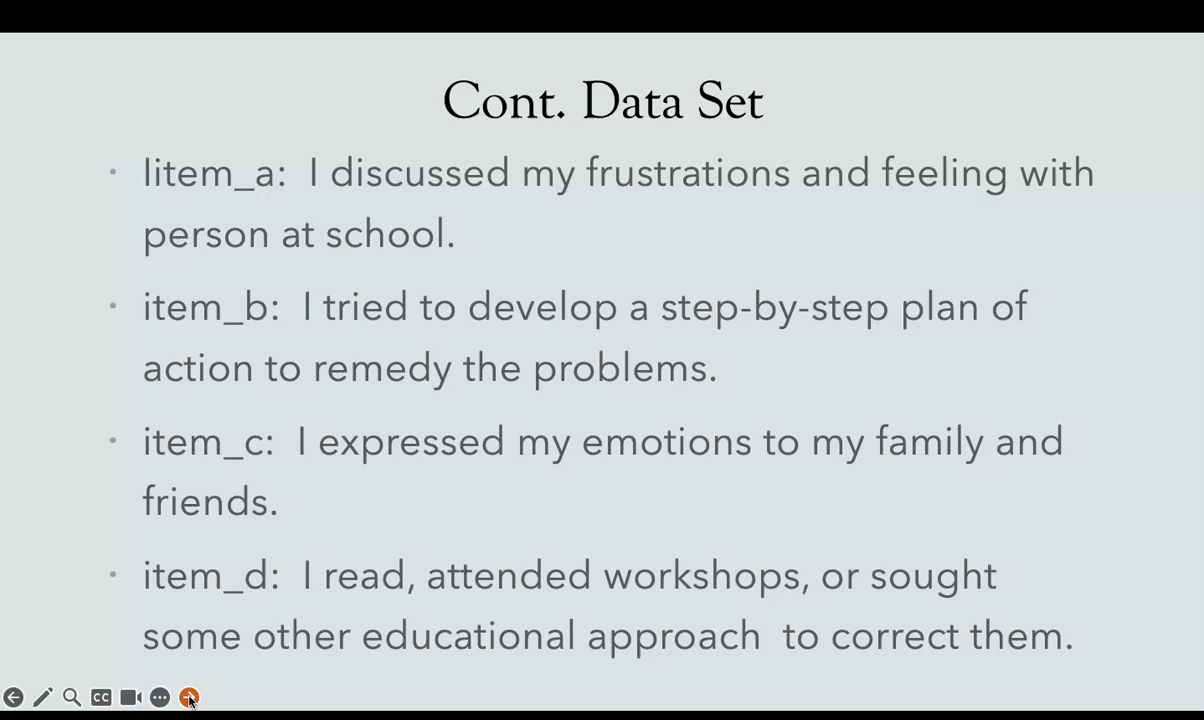 Cont. Data Set
• Iitem_a:  I discussed my frustrations and feeling with
person at school.
• item_b:  I tried to develop a step-by-step plan of
action to remedy the problems.
• item_c:  I expressed my emotions to my family and
friends.
• item_d:  I read, attended workshops, or sought
some other educational approach  to correct them.
CC